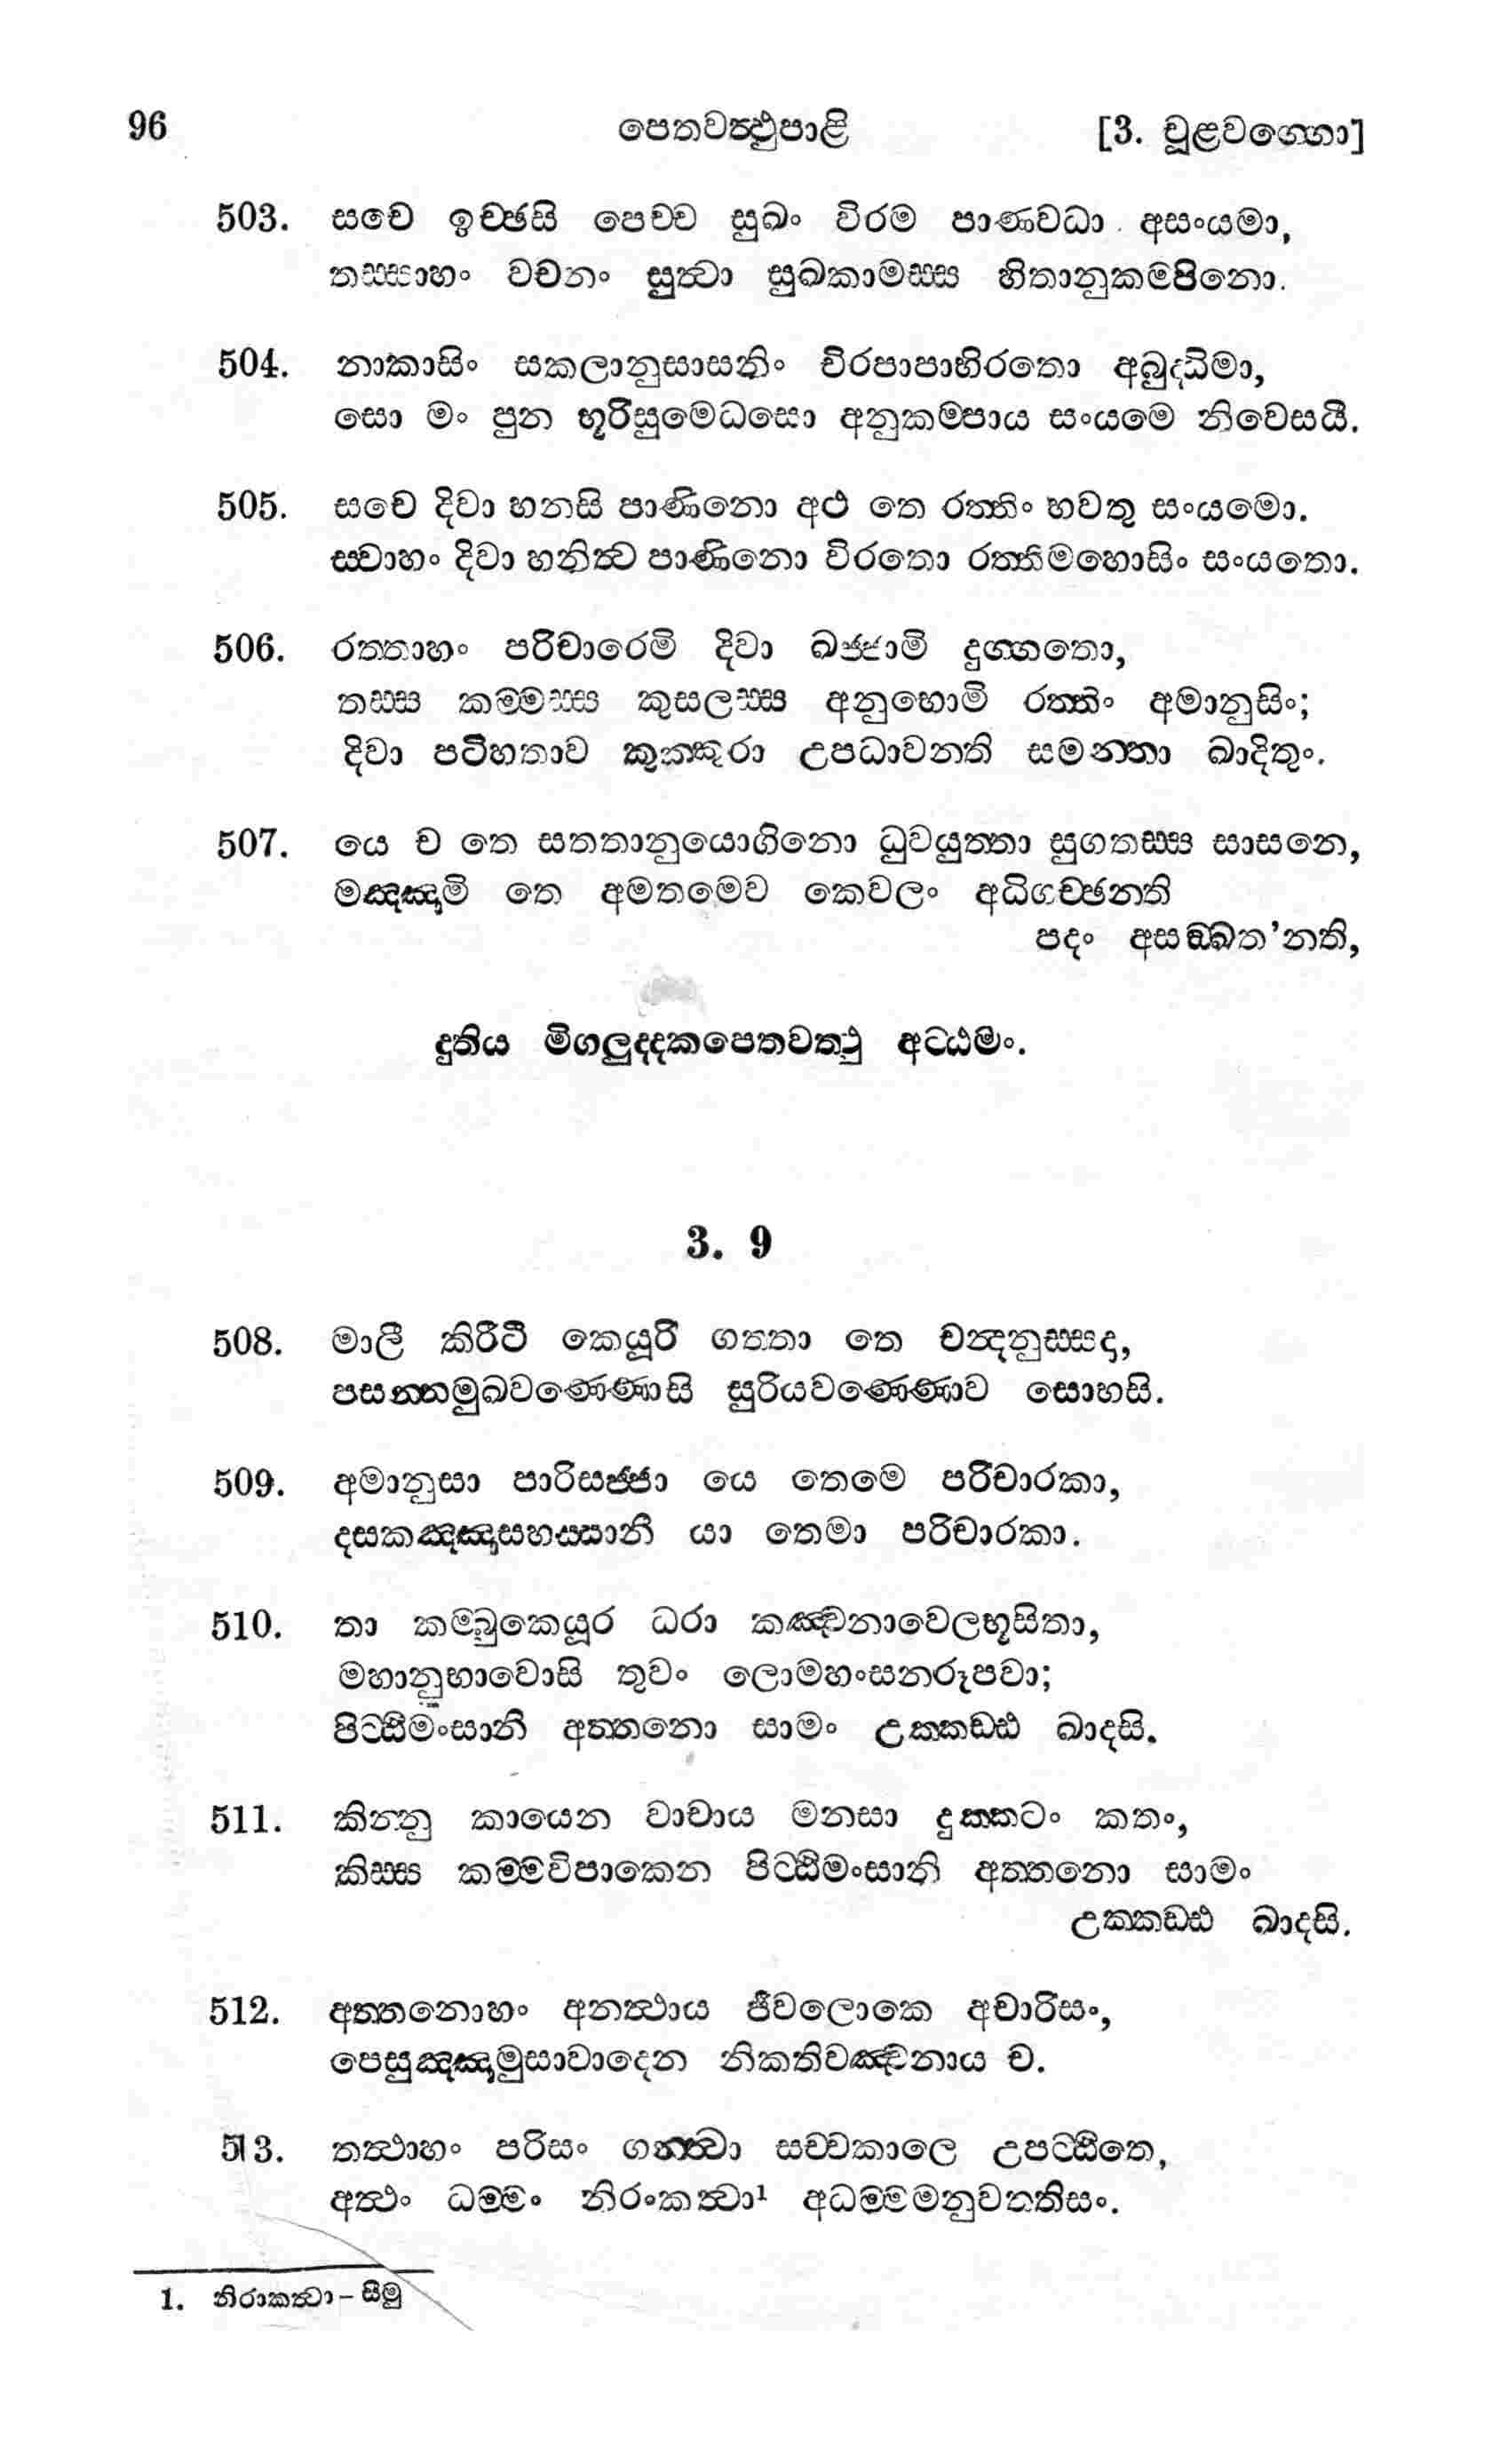 96 පෙතවත්‍ථුපාළි [3. චූළවග්ගො]
503. සචෙ ඉච්ඡසි පෙච්ච සුඛං විරම පාණවධා අසංයමා,
තස්සාහං වචනං සුත්‍වා සුඛකාමස්ස හිතානුකම්පිනො.
504. නාකාසිං සකලානුසාසනිං චිරපාපාභිරතො අබුද්ධිමා,
සො මං පුන භූරිසුමෙධසො අනුකම්පාය සංයමෙ නිවෙසයී.
505. සචෙ දිවා හනසි පාණිනො අථ තෙ රත්තිං භවතු සංයමො.
ස්වාහං දිවා හනිත්‍ව පාණිනො විරතො රත්තිමහොසිං සංයතො.
506. රත්තාහං පරිචාරෙමි දිවා ඛජ්ජාමි දුග්ගතො,
තස්ස කම්මස්ස කුසලස්ස අනුභොමි රත්තිං අමානුසිං;
දිවා පටිහතාව කුක්කුරා උපධාවන්ති සමන්තා ඛාදිතුං.
507. යෙ ච තෙ සතතානුයොගිනො ධුවයුත්තා සුගතස්ස සාසනෙ,
මඤ්ඤාමි තෙ අමතමෙව කෙවලං අධිගච්ඡන්ති
පදං අසඞ්ඛත'න්ති,
දුතිය මිගලුද්දකපෙතවත්‍ථු අට්ඨමං.
3. 9
508. මාලී කිරීටී කෙයූරී ගත්තා තෙ චන්‍දනුස්සදා,
පසන්නමුඛවණ්ණොසි සුරියවණ්ණොව සොභසි.
509. අමානුසා පාරිසජ්ජා යෙ තෙමෙ පරිචාරකා,
දසකඤ්ඤාසහස්සානි යා තෙමා පරිචාරකා.
510. තා කම්බුකෙයූර ධරා කඤ්චනාවෙලභූසිතා,
මහානුභාවොසි තුවං ලොමහංසනරූපවා;
පිට්ඨිමංසානි අත්තනො සාමං උක්කඩ්ඪ ඛාදසි.
511. කින්නු කායෙන වාචාය මනසා දුක්කටං කතං,
කිස්ස කම්මවිපාකෙන පිට්ඨිමංසානි අත්තනො සාමං
උක්කඩ්ඪ ඛාදසි.
512. අත්තනොහං අනත්‍ථාය ජීවලොකෙ අචාරිසං,
පෙසුඤ්ඤමුසාවාදෙන නිකතිවඤ්චනාය ච.
513. තත්‍ථාහං පරිසං ගන්ත්‍වා සච්චකාලෙ උපට්ඨිතෙ,
අත්‍ථං ධම්මං නිරංකත්‍වා¹ අධම්මමනුවත්තිසං.
1. නිරාකත්‍වා – සීමු